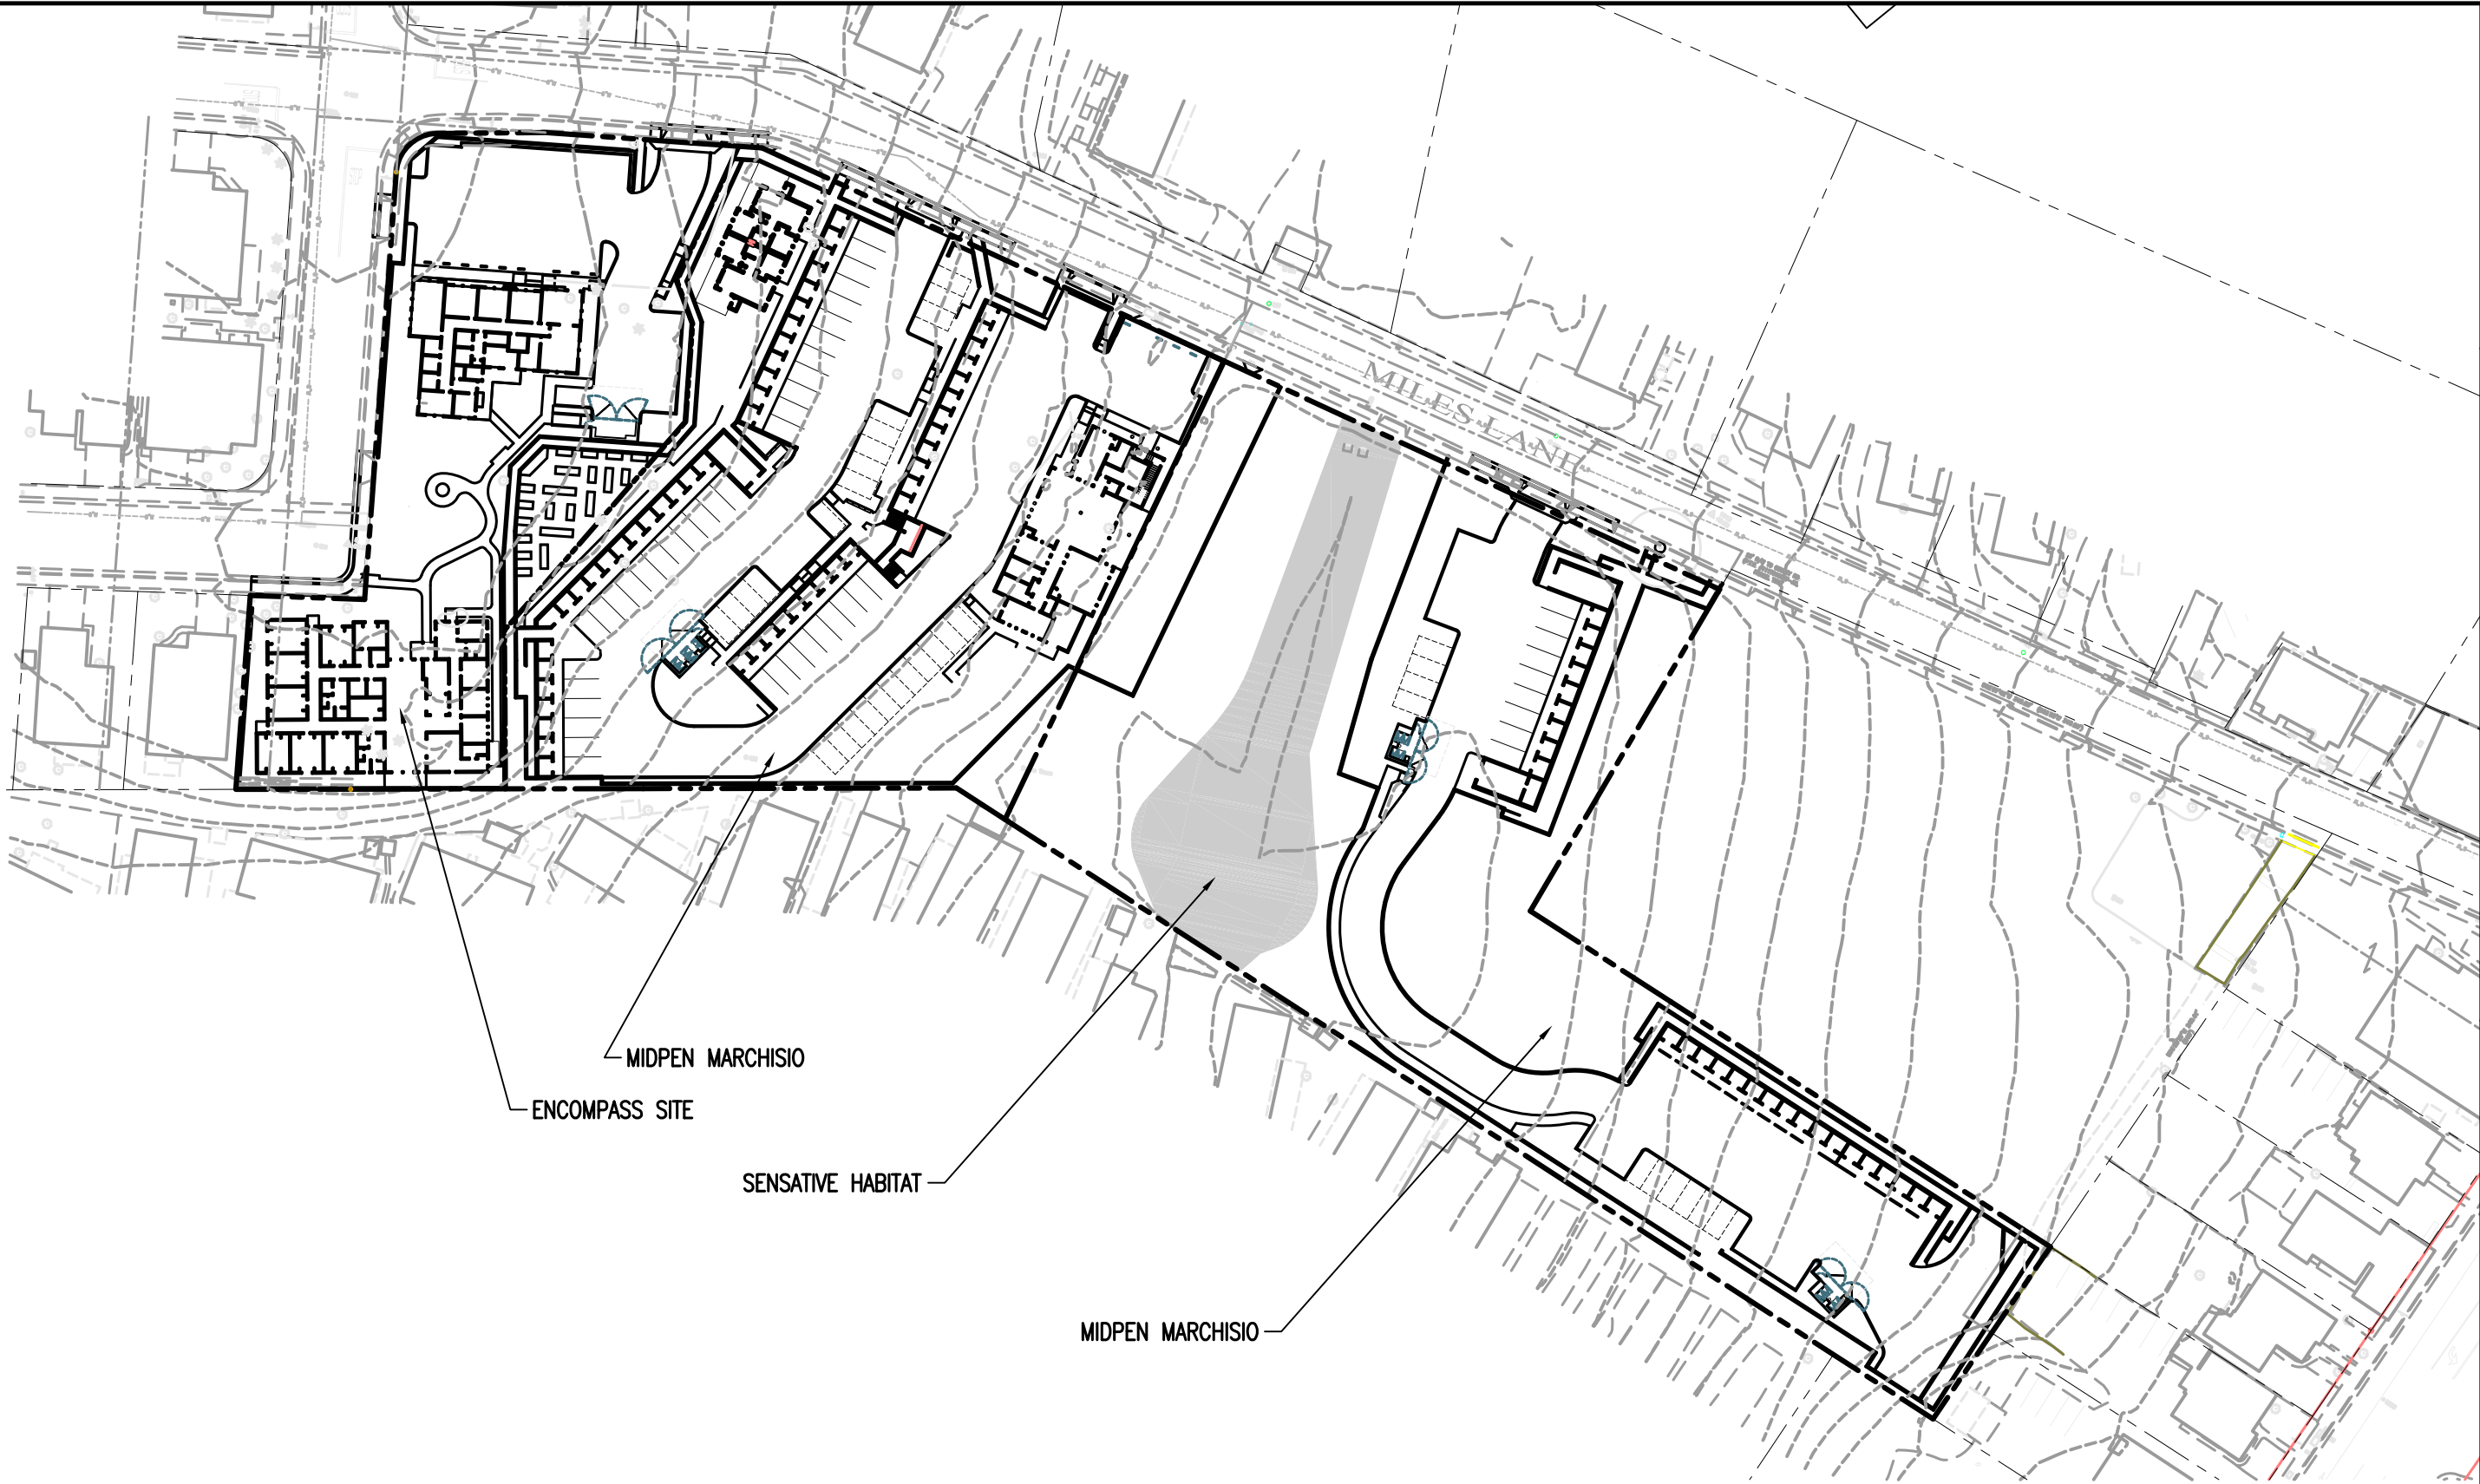 MILES LANE
MIDPEN MARCHISIO
ENCOMPASS SITE
SENSATIVE HABITAT
MIDPEN MARCHISIO